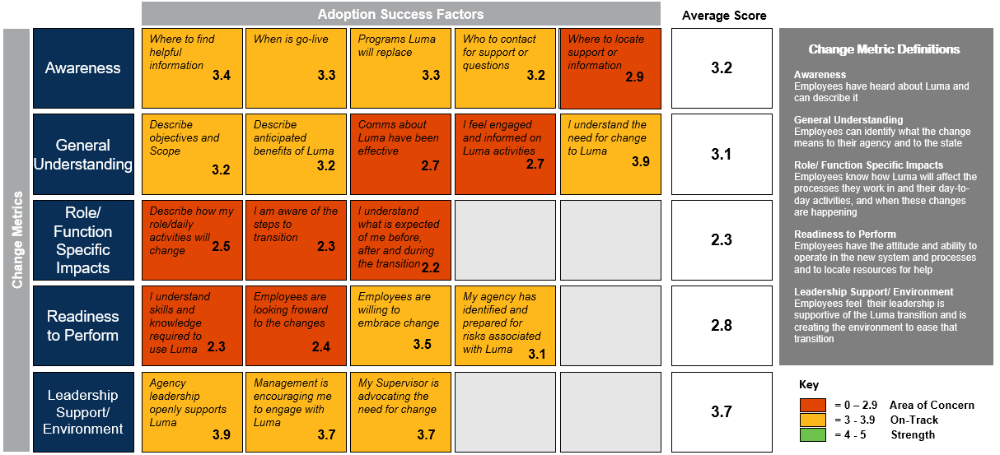 Adoption Success Factors
Average Score
Change Metrics
Awareness
Where to find
helpful
information
3.4
When is go-live
3.3
Programs Luma
will replace
3.3
Who to contact
for support or
questions
3.2
Where to locate
support or
information
2.9
3.2
General
Understanding
Describe
objectives and
Scope
3.2
Describe
anticipated
benefits of Luma
3.2
Comms about
Luma have been
effective
2.7
I feel engaged
and informed on
Luma activities
2.7
I understand the
need for change
to Luma
3.9
3.1
Role/
Function
Specific
Impacts
Describe how my
role/daily
activities will
change
2.5
I am aware of the
steps to
transition
2.3
I understand
what is expected
of me before,
after and during
the transition
2.2
2.3
Readiness
to Perform
I understand
skills and
knowledge
required to
use Luma
2.3
Employees are
looking froward
to the changes
2.4
Employees are
willing to
embrace change
3.5
My agency has
identified and
prepared for
risks associated
with Luma
3.1
2.8
Leadership
Support/
Environment
Agency
leadership
openly supports
Luma
3.9
Management is
encouraging me
to engage with
Luma
3.7
My Supervisor is
advocating the
need for change
3.7
3.7
Change Metric Definitions
Awareness
Employees have heard about Luma and
can describe it
General Understanding
Employees can identify what the change
means to their agency and to the state
Role/ Function Specific Impacts
Employees know how Luma will affect the
processes they work in and their day-to-
day activities, and when these changes
are happening
Readiness to Perform
Employees have the attitude and ability to
operate in the new system and processes
and to locate resources for help
Leadership Support/ Environment
Employees feel their leadership is
supportive of the Luma transition and is
creating the environment to ease that
transition
Key
= 0 – 2.9 Area of Concern
= 3 - 3.9 On-Track
= 4 - 5 Strength